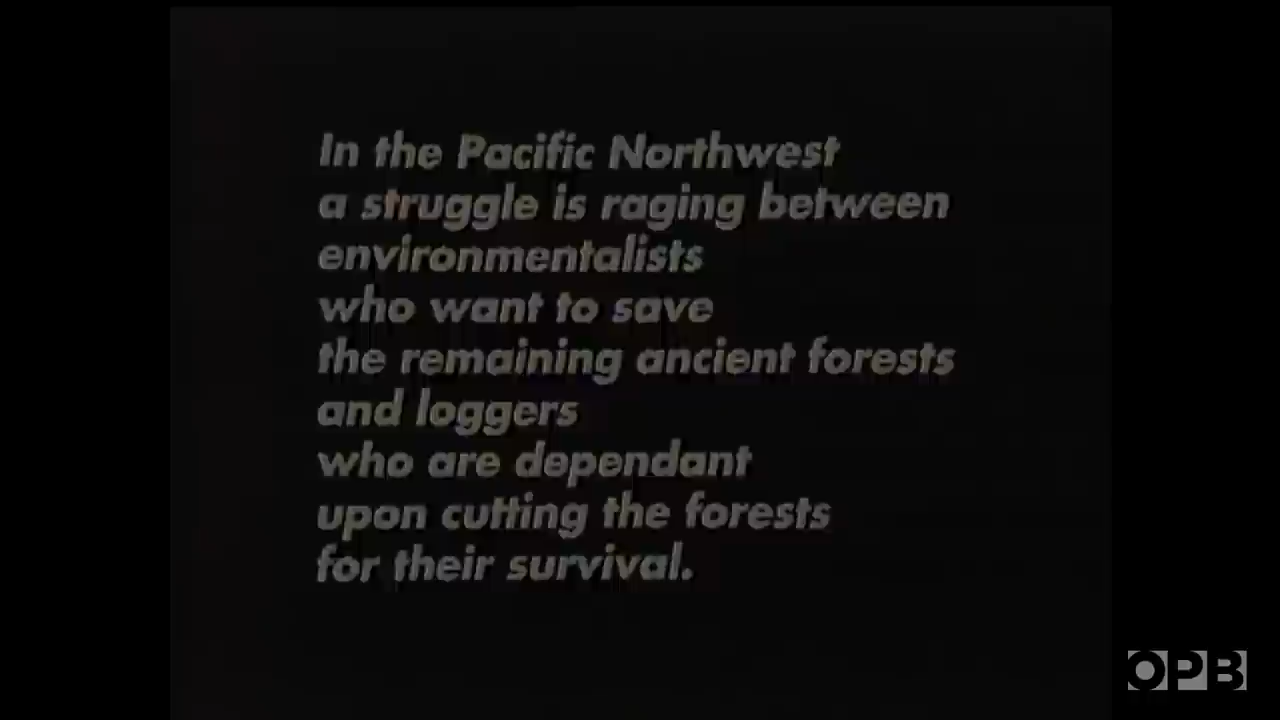 In the Pacific Northwest
a struggle is raging between
environmentalists
who want to save
the remaining ancient forests
and loggers
who are dependant
upon cutting the forests
for their survival.
OPB